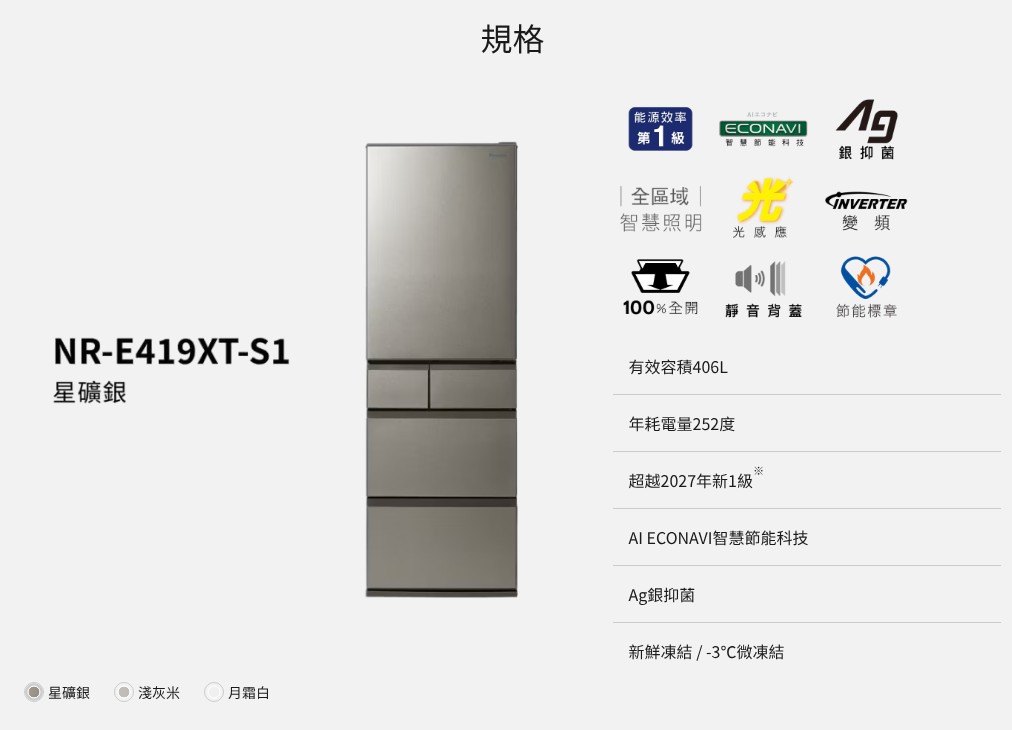 規格
能源效率
第1級
AIエコナビ
ECONAVI
智慧節能科技
Ag
銀抑菌
全區域
智慧照明
光
光感應
INVERTER
變頻
100%全開
靜音背蓋
節能標章
NR-E419XT-S1
星礦銀
有效容積406L
年耗電量252度
超越2027年新1級※
AI ECONAVI智慧節能科技
Ag銀抑菌
新鮮凍結 / -3℃微凍結
星礦銀
淺灰米
月霜白